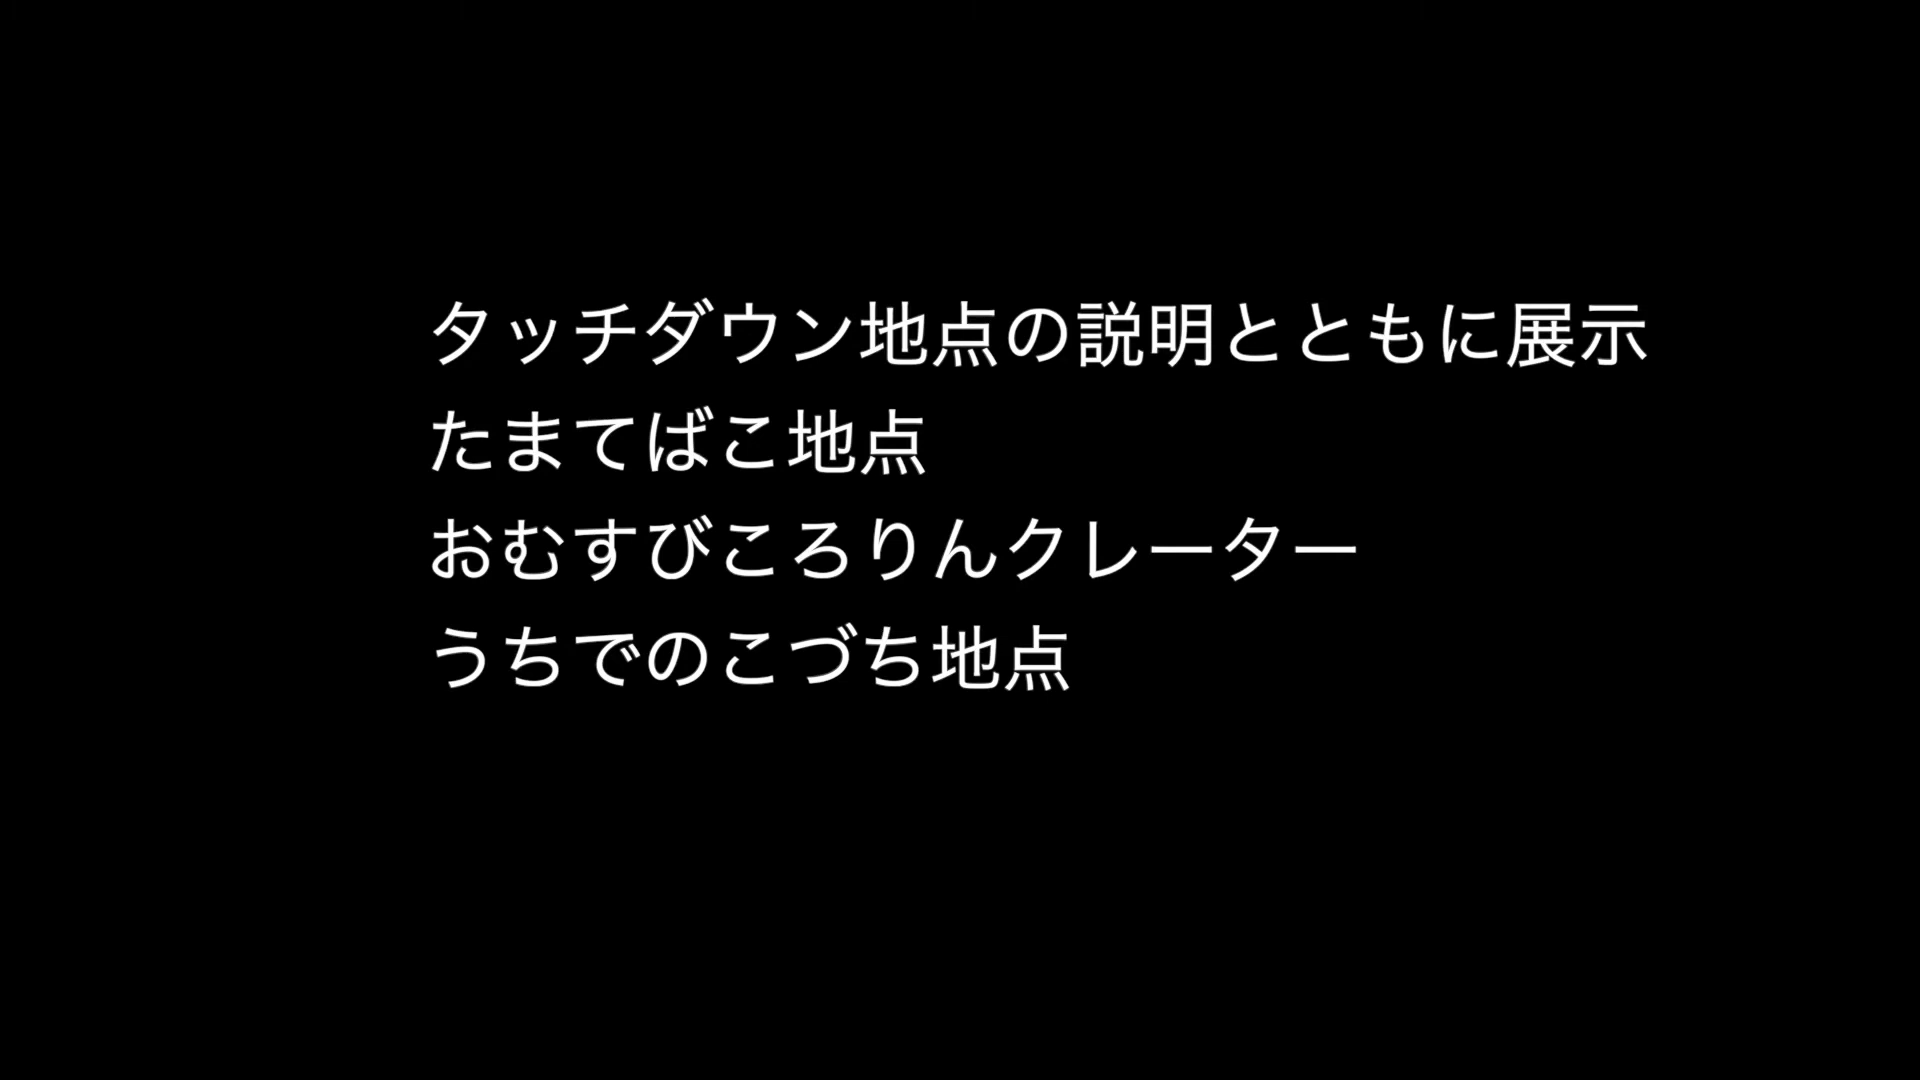 タッチダウン地点の説明とともに展示
たまてばこ地点
おむすびころりんクレーター
うちでのこづち地点